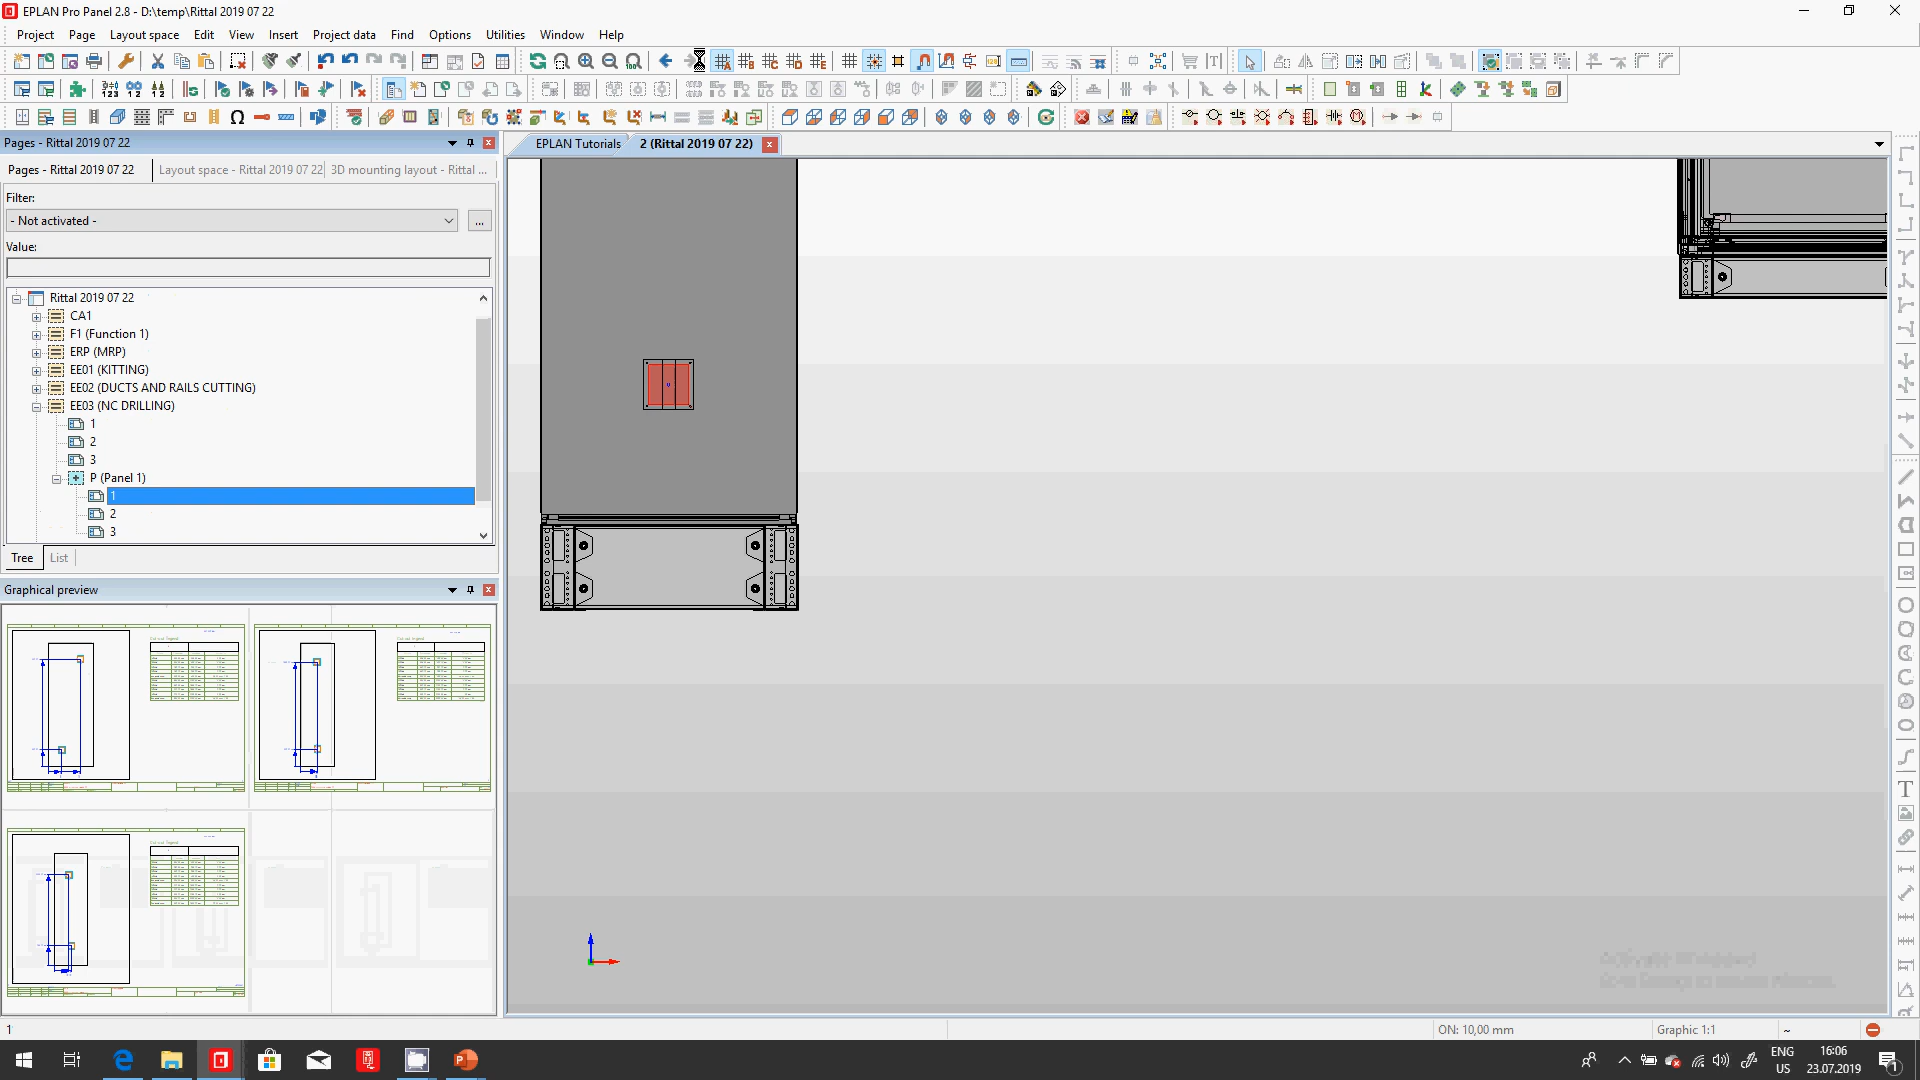 EPLAN Pro Panel 2.8 - D:\temp\Rittal 2019 07 22
Project Page Layout space Edit View Insert Project data Find Options Utilities Window Help
Pages - Rittal 2019 07 22
EPLAN Tutorials 2 (Rittal 2019 07 22)
Pages - Rittal 2019 07 22 Layout space - Rittal 2019 07 22 3D mounting layout - Rittal ...
Filter:
- Not activated - ...
Value:
Rittal 2019 07 22
CA1
F1 (Function 1)
ERP (MRP)
EE01 (KITTING)
EE02 (DUCTS AND RAILS CUTTING)
EE03 (NC DRILLING)
1
2
3
P (Panel 1)
1
2
3
Tree List
Graphical preview
1 ON: 10,00 mm Graphic 1:1 ~
ENG 16:06
US 23.07.2019 1